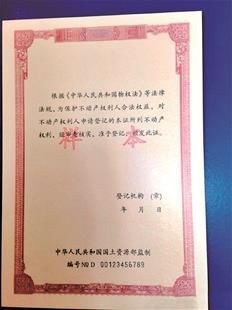 根据《中华人民共和国物权法》等法律
法规，为保护不动产权利人合法权益，对
不动产权利人申请登记的本证所列不动产
权利，经审查核实，准予登记，颁发此证。
样本
登记机构（章）
年 月 日
中华人民共和国国土资源部监制
编号NO D 00123456789